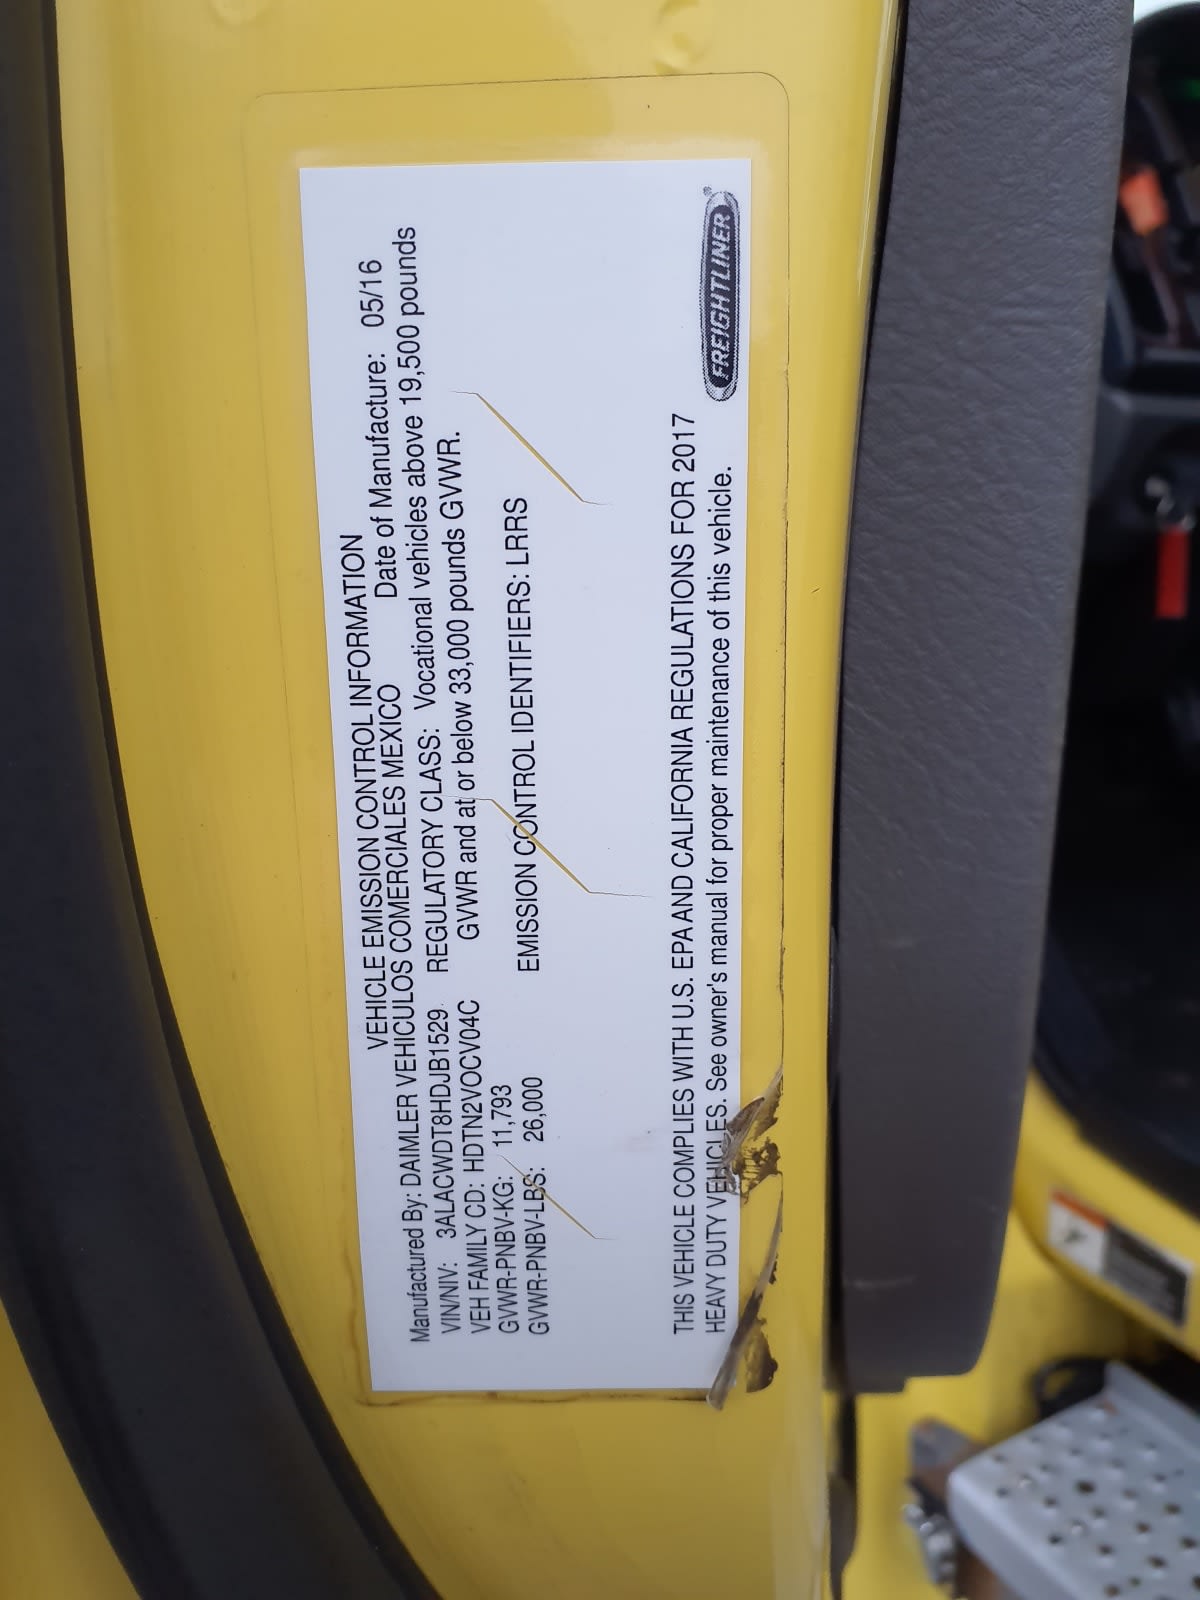 VEHICLE EMISSION CONTROL INFORMATION
Manufactured By: DAIMLER VEHICULOS COMERCIALES MEXICO Date of Manufacture: 05/16
VIN/NIV: 3ALACWDT8HDJB1529 REGULATORY CLASS: Vocational vehicles above 19,500 pounds
VEH FAMILY CD: HDTN2VOCV04C GVWR and at or below 33,000 pounds GVWR.
GVWR-PNBV-KG: 11,793
GVWR-PNBV-LBS: 26,000 EMISSION CONTROL IDENTIFIERS: LRRS
THIS VEHICLE COMPLIES WITH U.S. EPA AND CALIFORNIA REGULATIONS FOR 2017
HEAVY DUTY VEHICLES. See owner's manual for proper maintenance of this vehicle.
FREIGHTLINER®